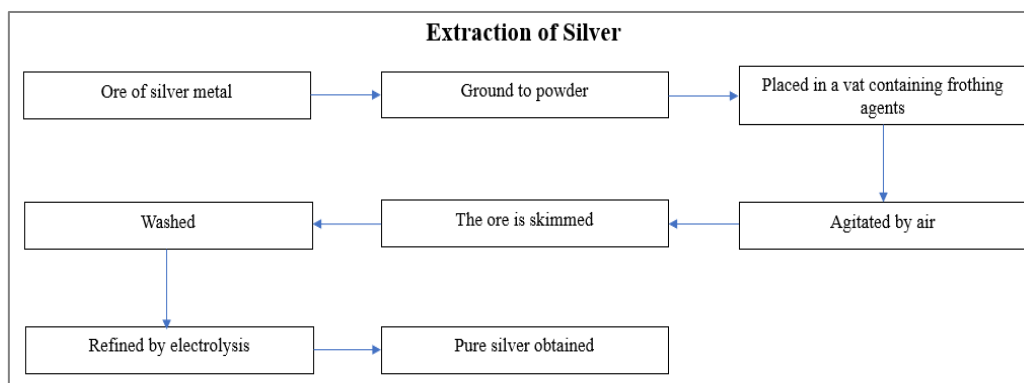 Extraction of Silver
Ore of silver metal
Ground to powder
Placed in a vat containing frothing
agents
Agitated by air
The ore is skimmed
Washed
Refined by electrolysis
Pure silver obtained